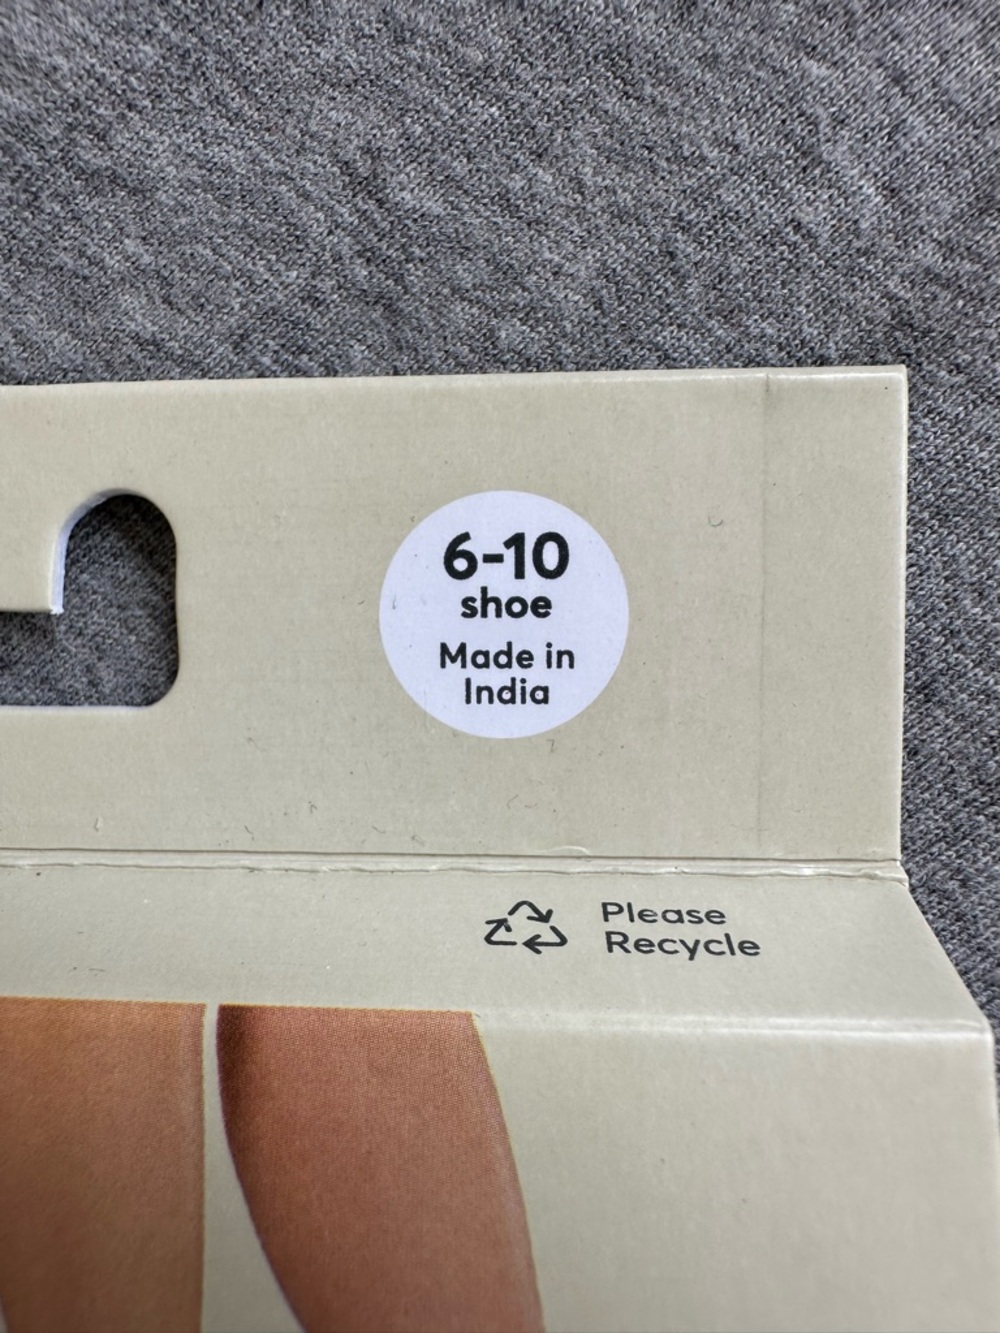 6-10
shoe
Made in
India
Please
Recycle